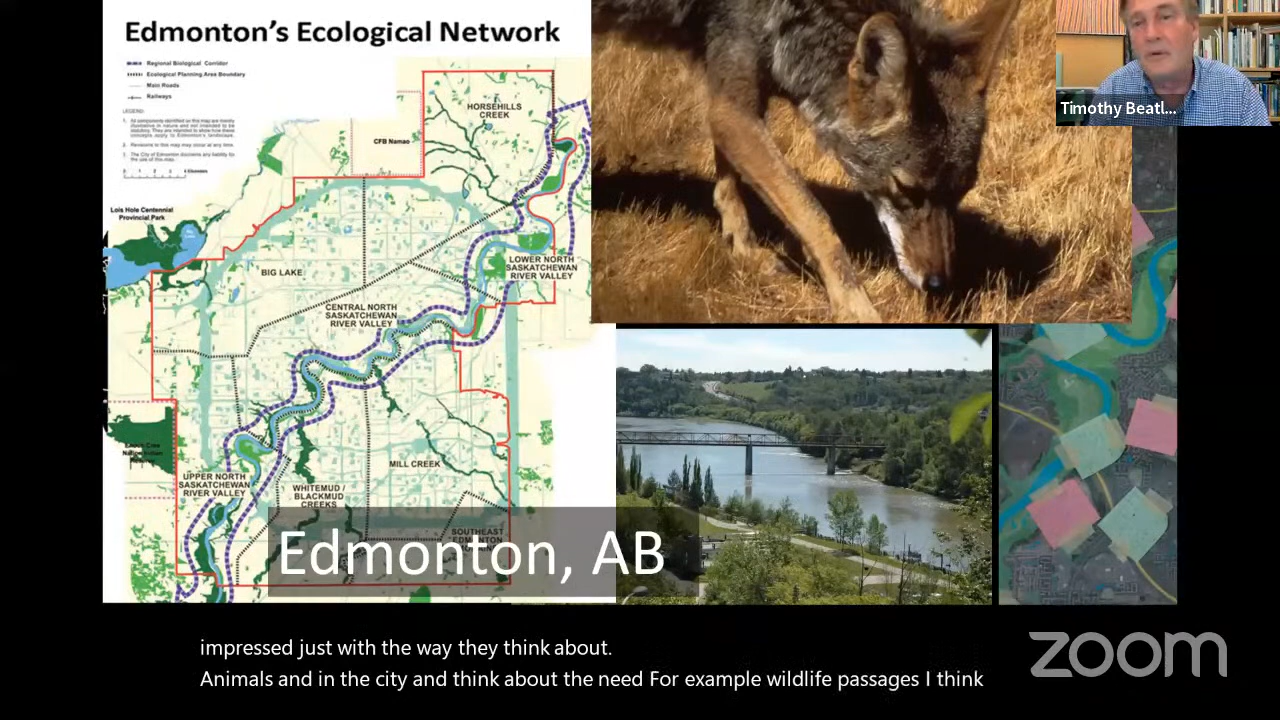 Edmonton's Ecological Network
Regional Biological Corridor
Ecological Planning Area Boundary
Main Roads
Railways
LEGEND:
HORSEHILLS
CREEK
CFB Namao
Lois Hole Centennial
Provincial Park
Big
Lake
BIG LAKE
LOWER NORTH
SASKATCHEWAN
RIVER VALLEY
CENTRAL NORTH
SASKATCHEWAN
RIVER VALLEY
MILL CREEK
UPPER NORTH
SASKATCHEWAN
RIVER VALLEY
WHITEMUD /
BLACKMUD
CREEKS
SOUTHEAST
EDMONTON
Edmonton, AB
Timothy Beatl...
impressed just with the way they think about.
Animals and in the city and think about the need For example wildlife passages I think
zoom